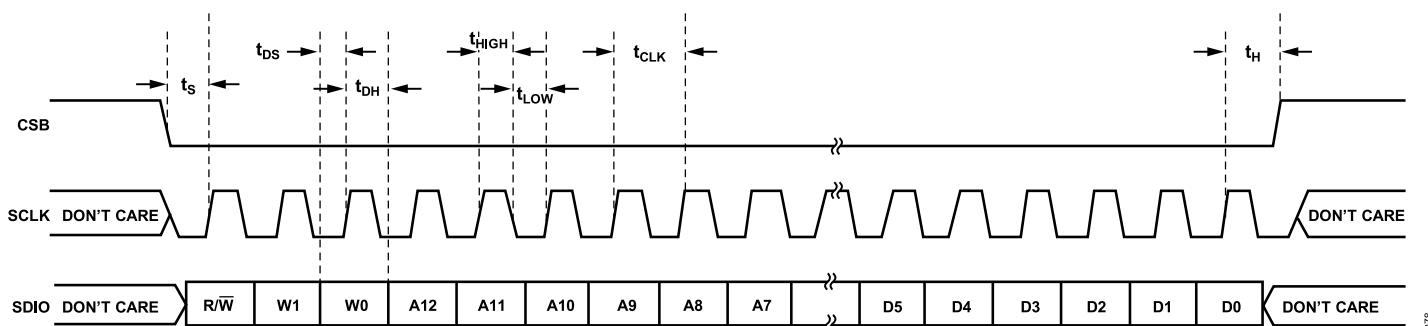 tDS
tHIGH
tCLK
tH
tS
tDH
tLOW
CSB
SCLK DON'T CARE DON'T CARE
SDIO DON'T CARE R/W̅ W1 W0 A12 A11 A10 A9 A8 A7 D5 D4 D3 D2 D1 D0 DON'T CARE